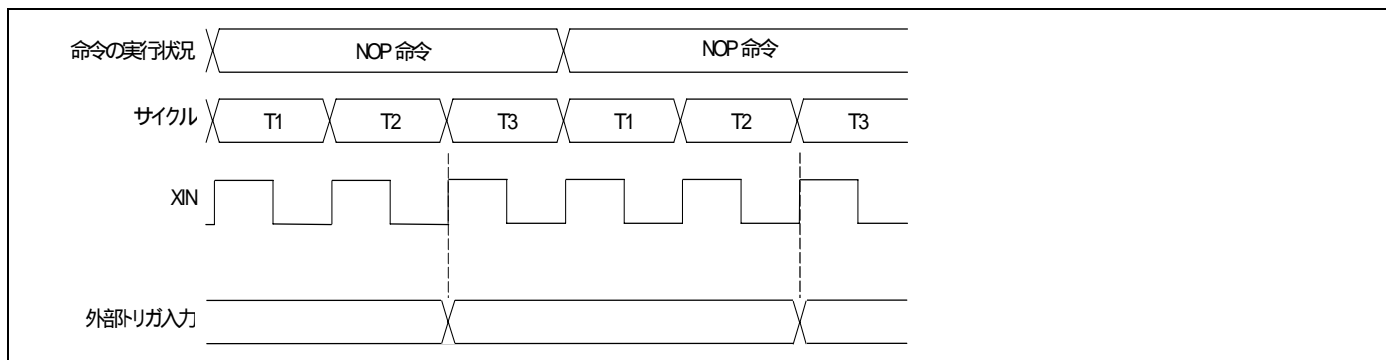 命令の実行状況 NOP 命令 NOP 命令
サイクル T1 T2 T3 T1 T2 T3
XIN
外部トリガ入力